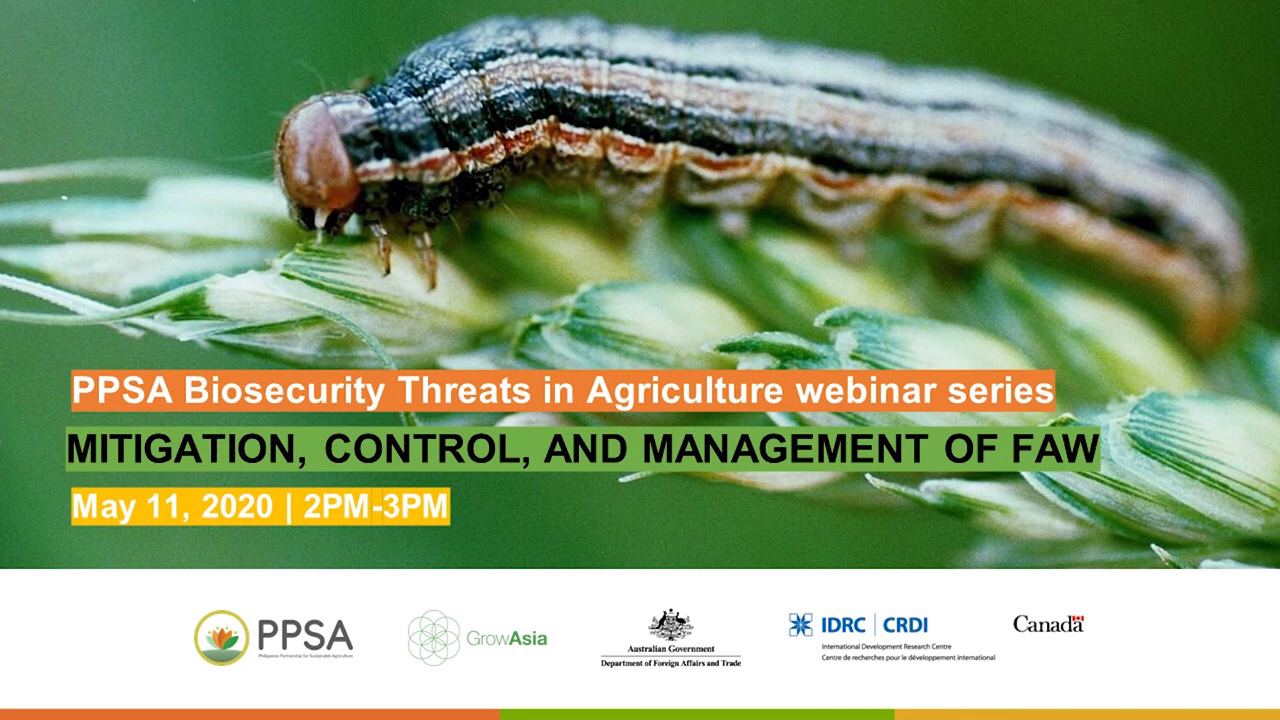 PPSA Biosecurity Threats in Agriculture webinar series
MITIGATION, CONTROL, AND MANAGEMENT OF FAW
May 11, 2020 | 2PM-3PM
PPSA
Philippines Partnership for Sustainable Agriculture
GrowAsia
Australian Government
Department of Foreign Affairs and Trade
IDRC | CRDI
International Development Research Centre
Centre de recherches pour le développement international
Canada